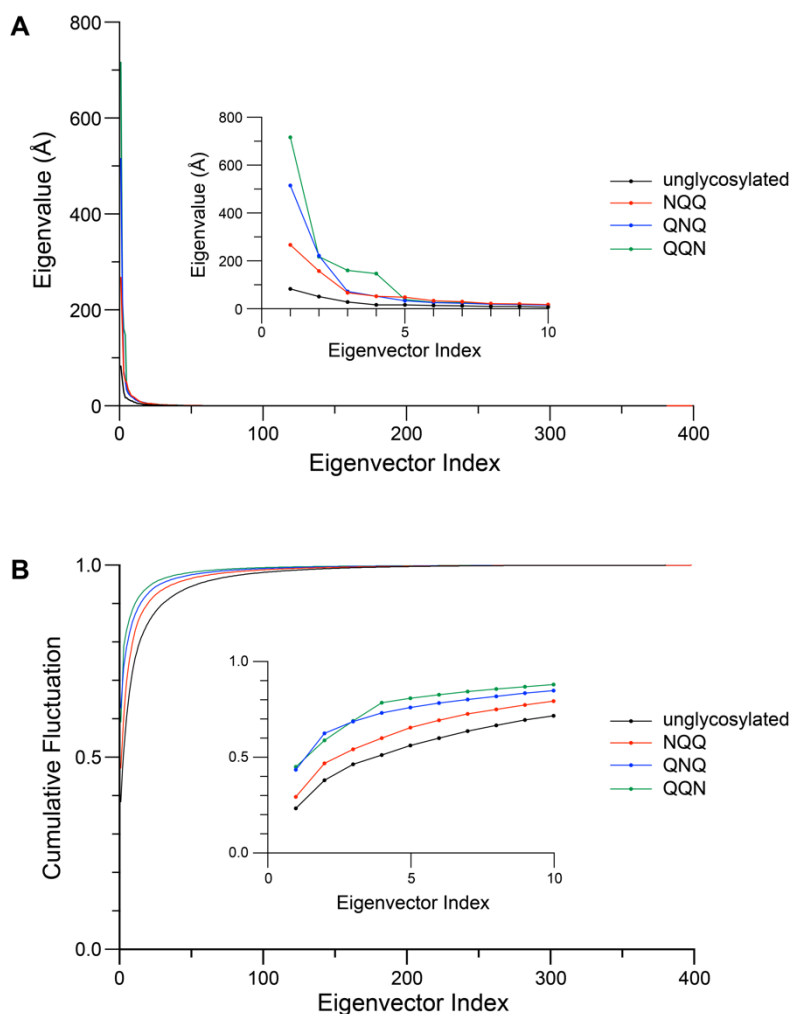 A
Eigenvalue (Å)
800
600
400
200
0
0
100
200
300
400
Eigenvector Index
Eigenvalue (Å)
800
600
400
200
0
0
5
10
Eigenvector Index
unglycosylated
NQQ
QNQ
QQN
B
Cumulative Fluctuation
1.0
0.5
0.0
0
100
200
300
400
Eigenvector Index
1.0
0.5
0.0
0
5
10
Eigenvector Index
unglycosylated
NQQ
QNQ
QQN